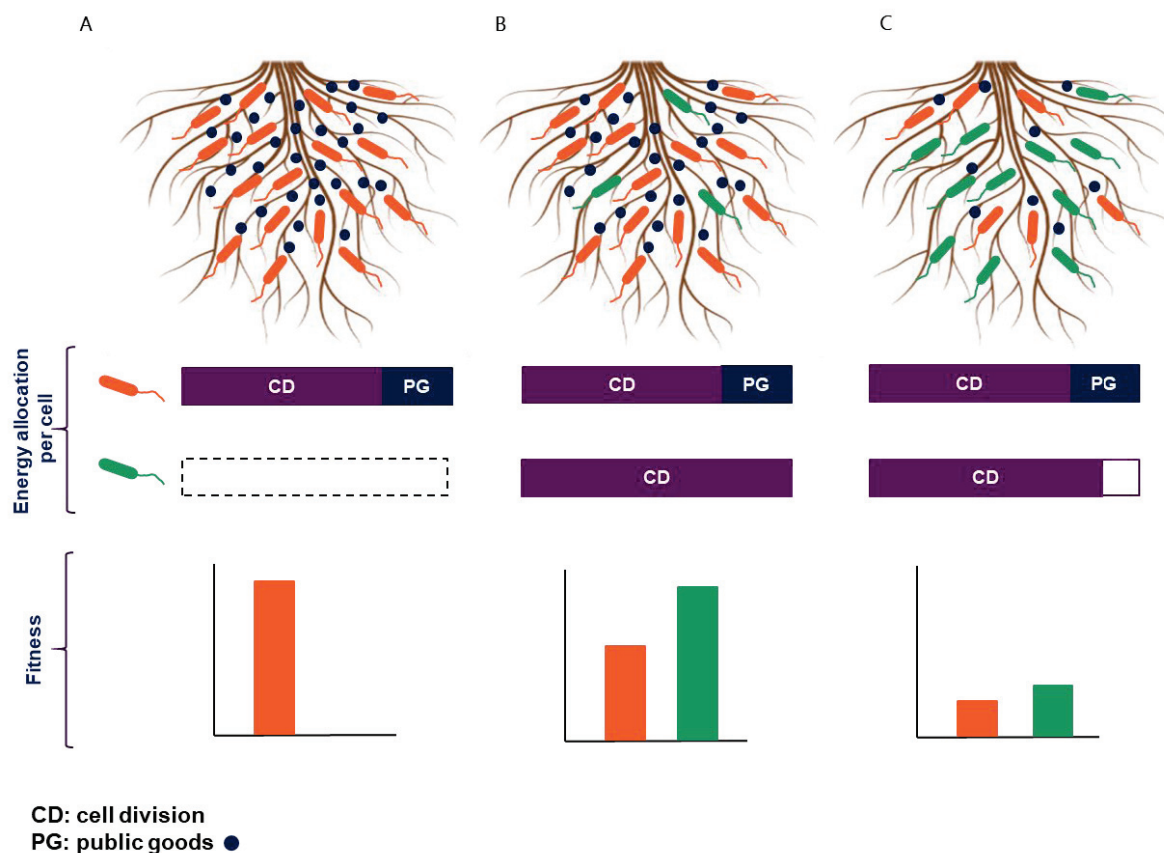 A
B
C
Energy allocation
per cell
CD
PG
CD
PG
CD
PG
CD
CD
Fitness
CD: cell division
PG: public goods